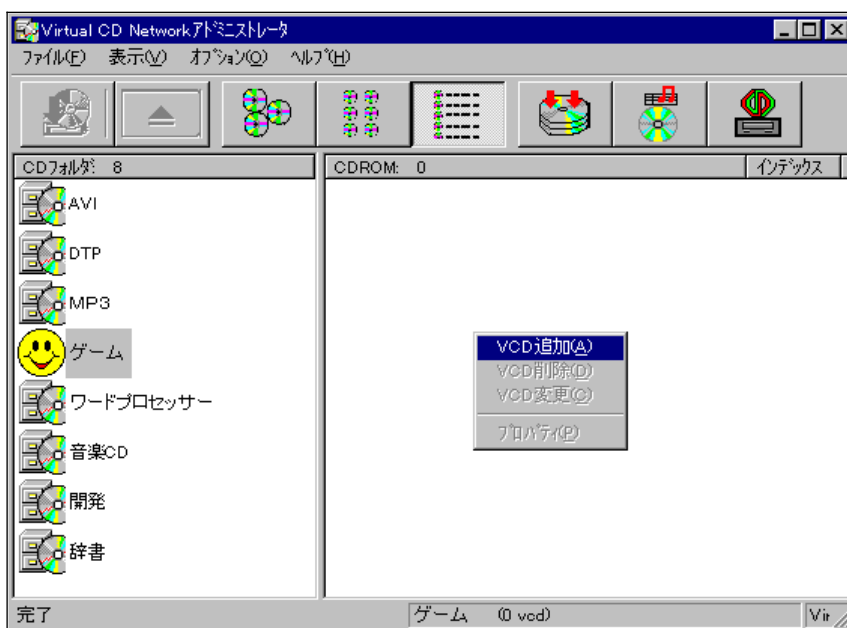 Virtual CD Networkｱﾄﾞﾐﾆｽﾄﾚｰﾀ
ﾌｧｲﾙ(F) 表示(V) ｵﾌﾟｼｮﾝ(O) ﾍﾙﾌﾟ(H)
CDﾌｫﾙﾀﾞ: 8
CDROM: 0 ｲﾝﾃﾞｯｸｽ
AVI
DTP
MP3
ゲーム
ワードプロセッサー
音楽CD
開発
辞書
VCD追加(A)
VCD削除(D)
VCD変更(C)
ﾌﾟﾛﾊﾟﾃｨ(P)
完了 ゲーム (0 vcd) Vir